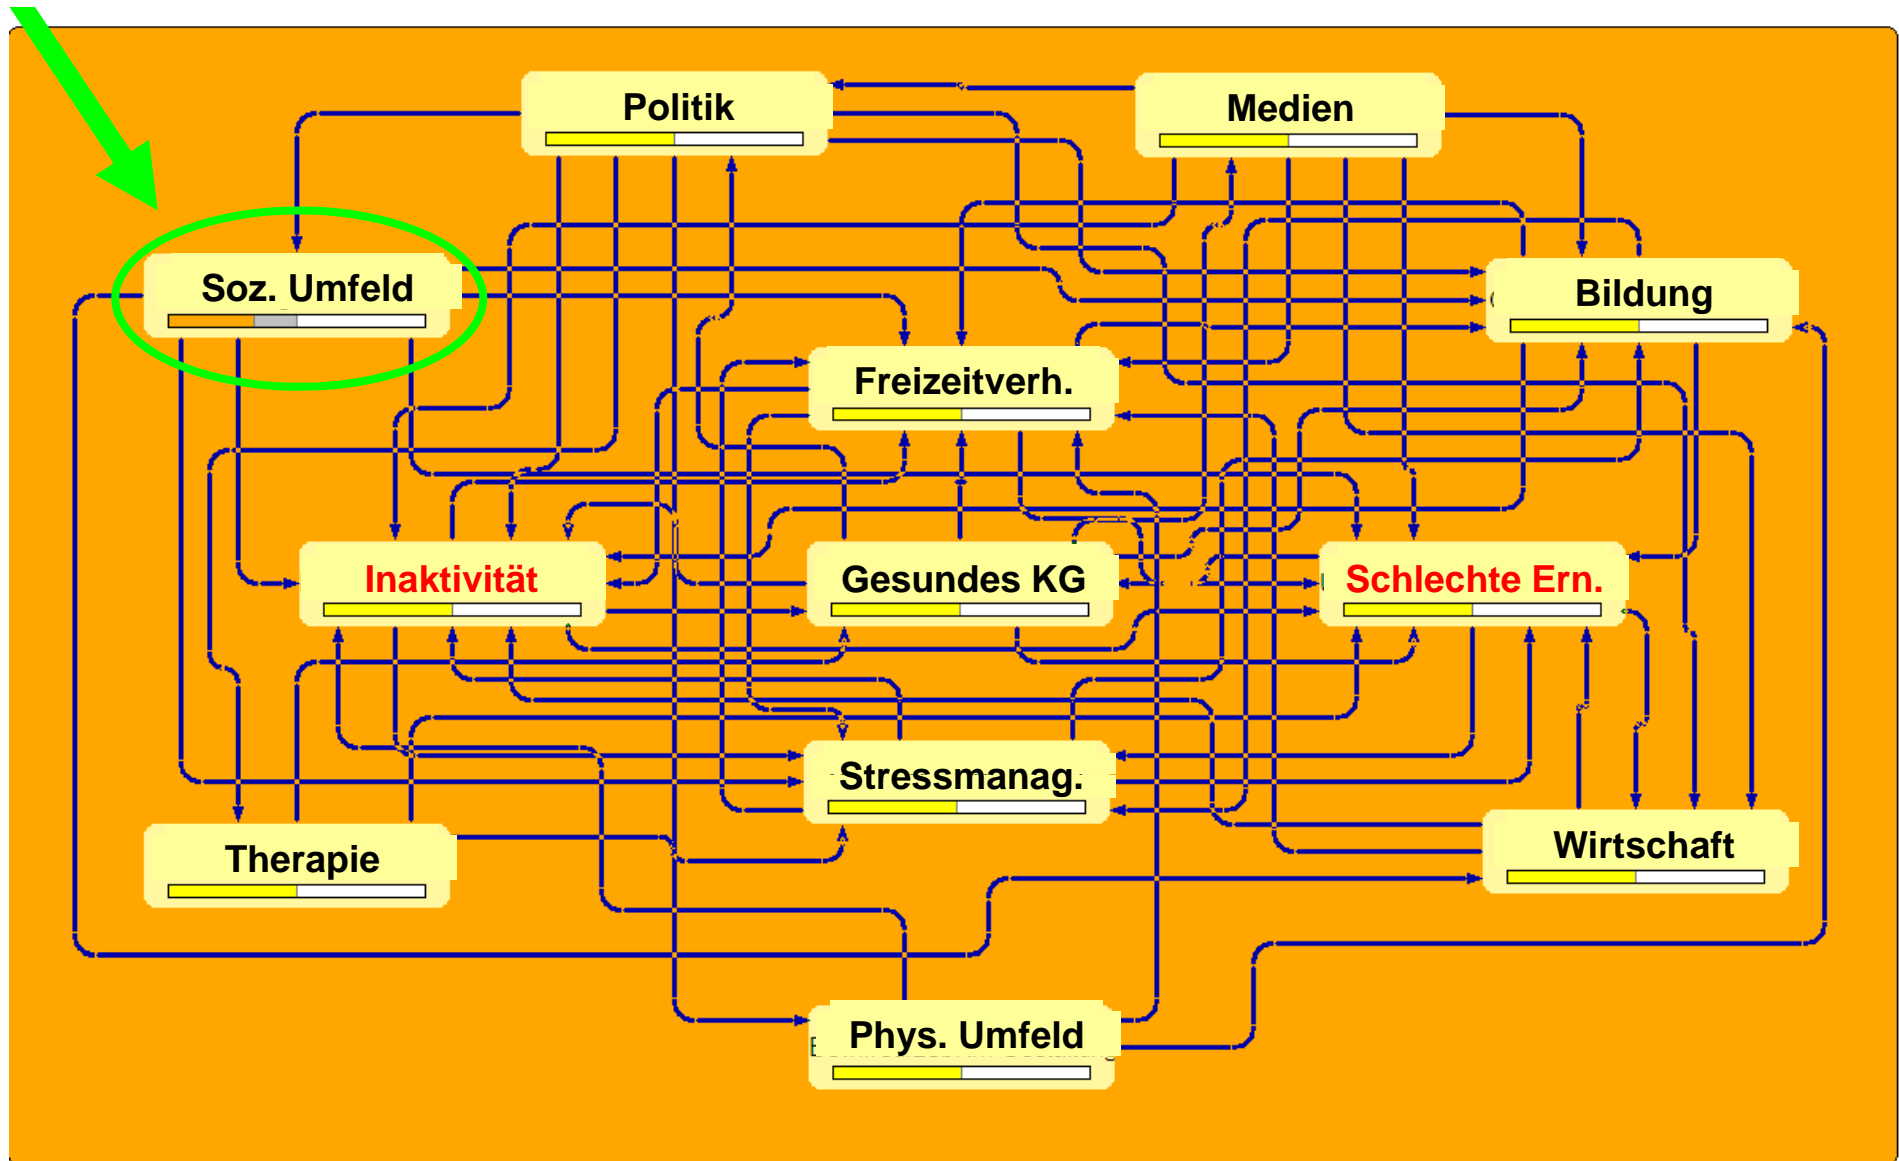 Politik
Medien
Soz. Umfeld
Bildung
Freizeitverh.
Inaktivität
Gesundes KG
Schlechte Ern.
Stressmanag.
Therapie
Wirtschaft
Phys. Umfeld